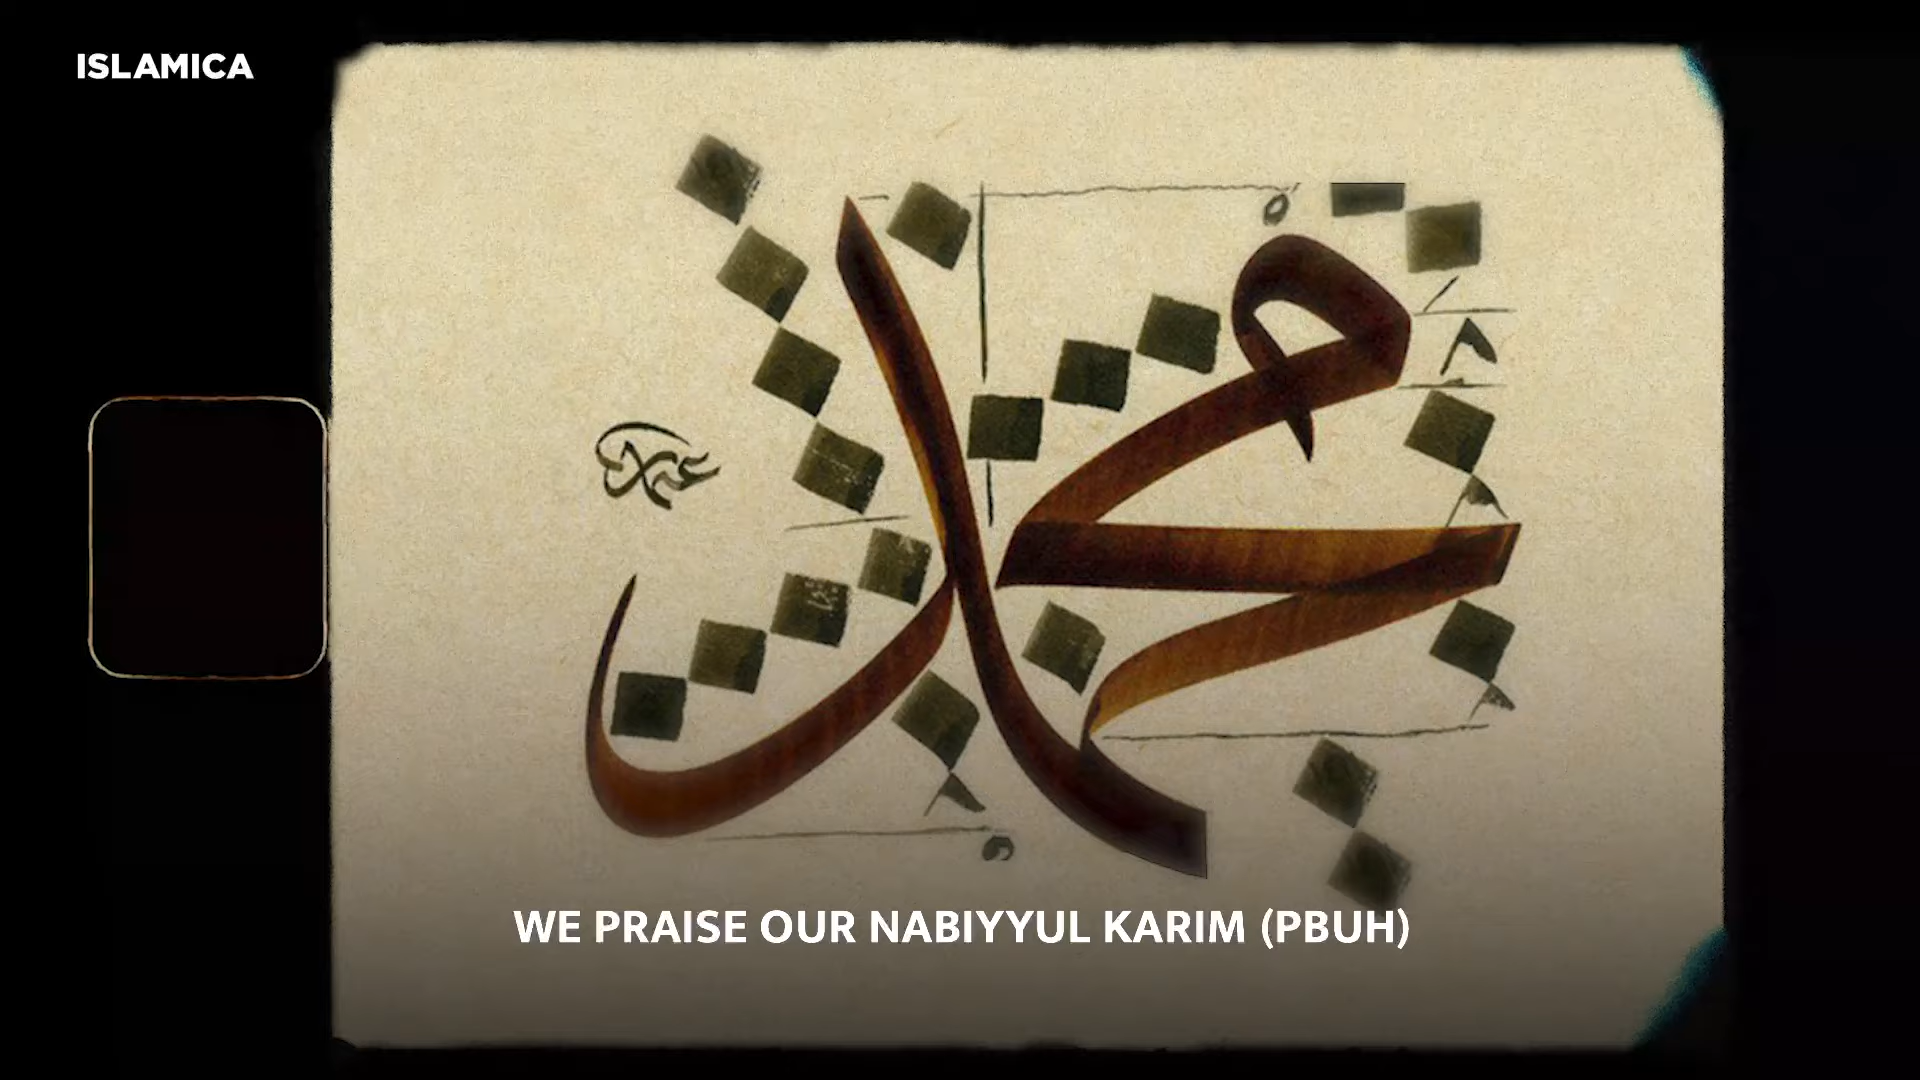 ISLAMICA
محمد
WE PRAISE OUR NABIYYUL KARIM (PBUH)